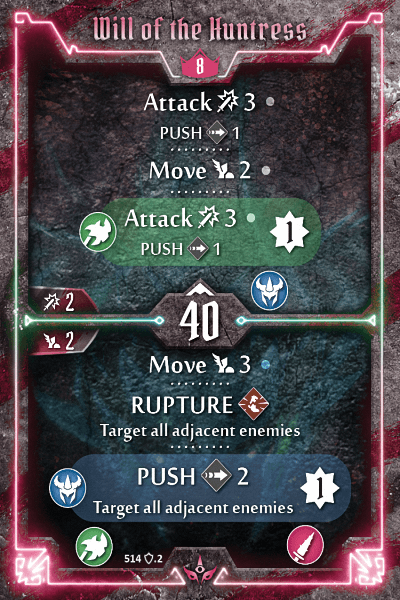 Will of the Huntress
8
Attack 3
PUSH 1
Move 2
Attack 3
PUSH 1
1
2
40
2
Move 3
RUPTURE
Target all adjacent enemies
PUSH 2
1
Target all adjacent enemies
514 .2